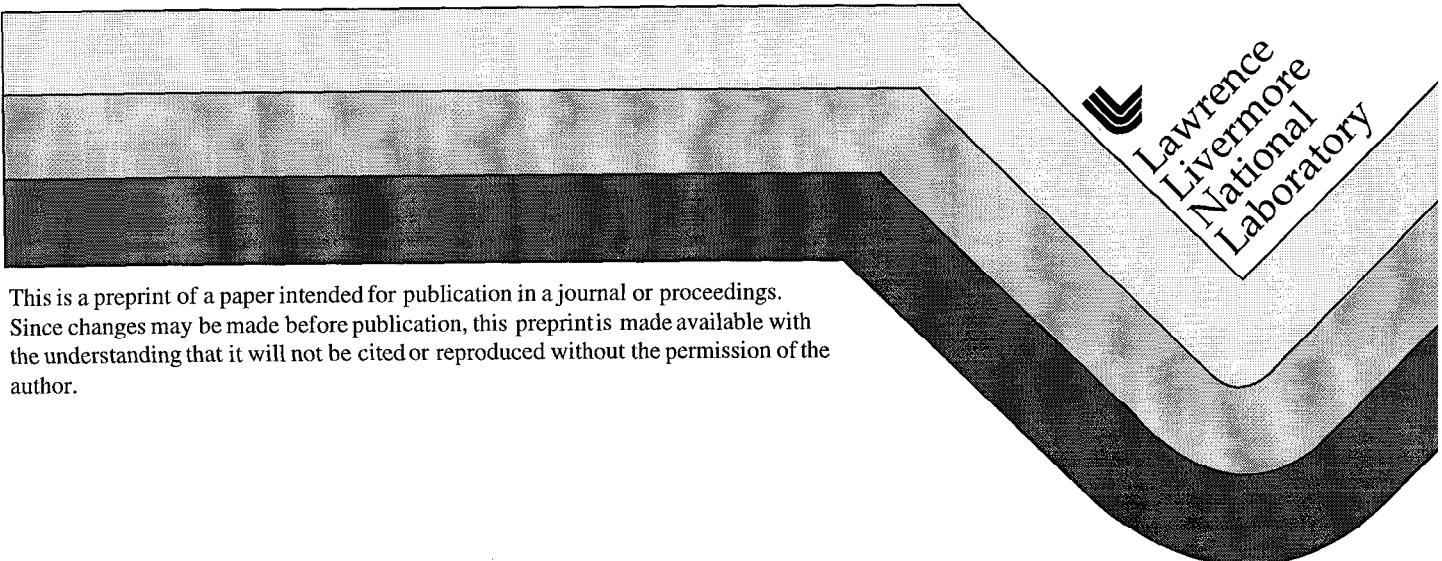 Lawrence
Livermore
National
Laboratory
This is a preprint of a paper intended for publication in a journal or proceedings.
Since changes may be made before publication, this preprint is made available with
the understanding that it will not be cited or reproduced without the permission of the
author.